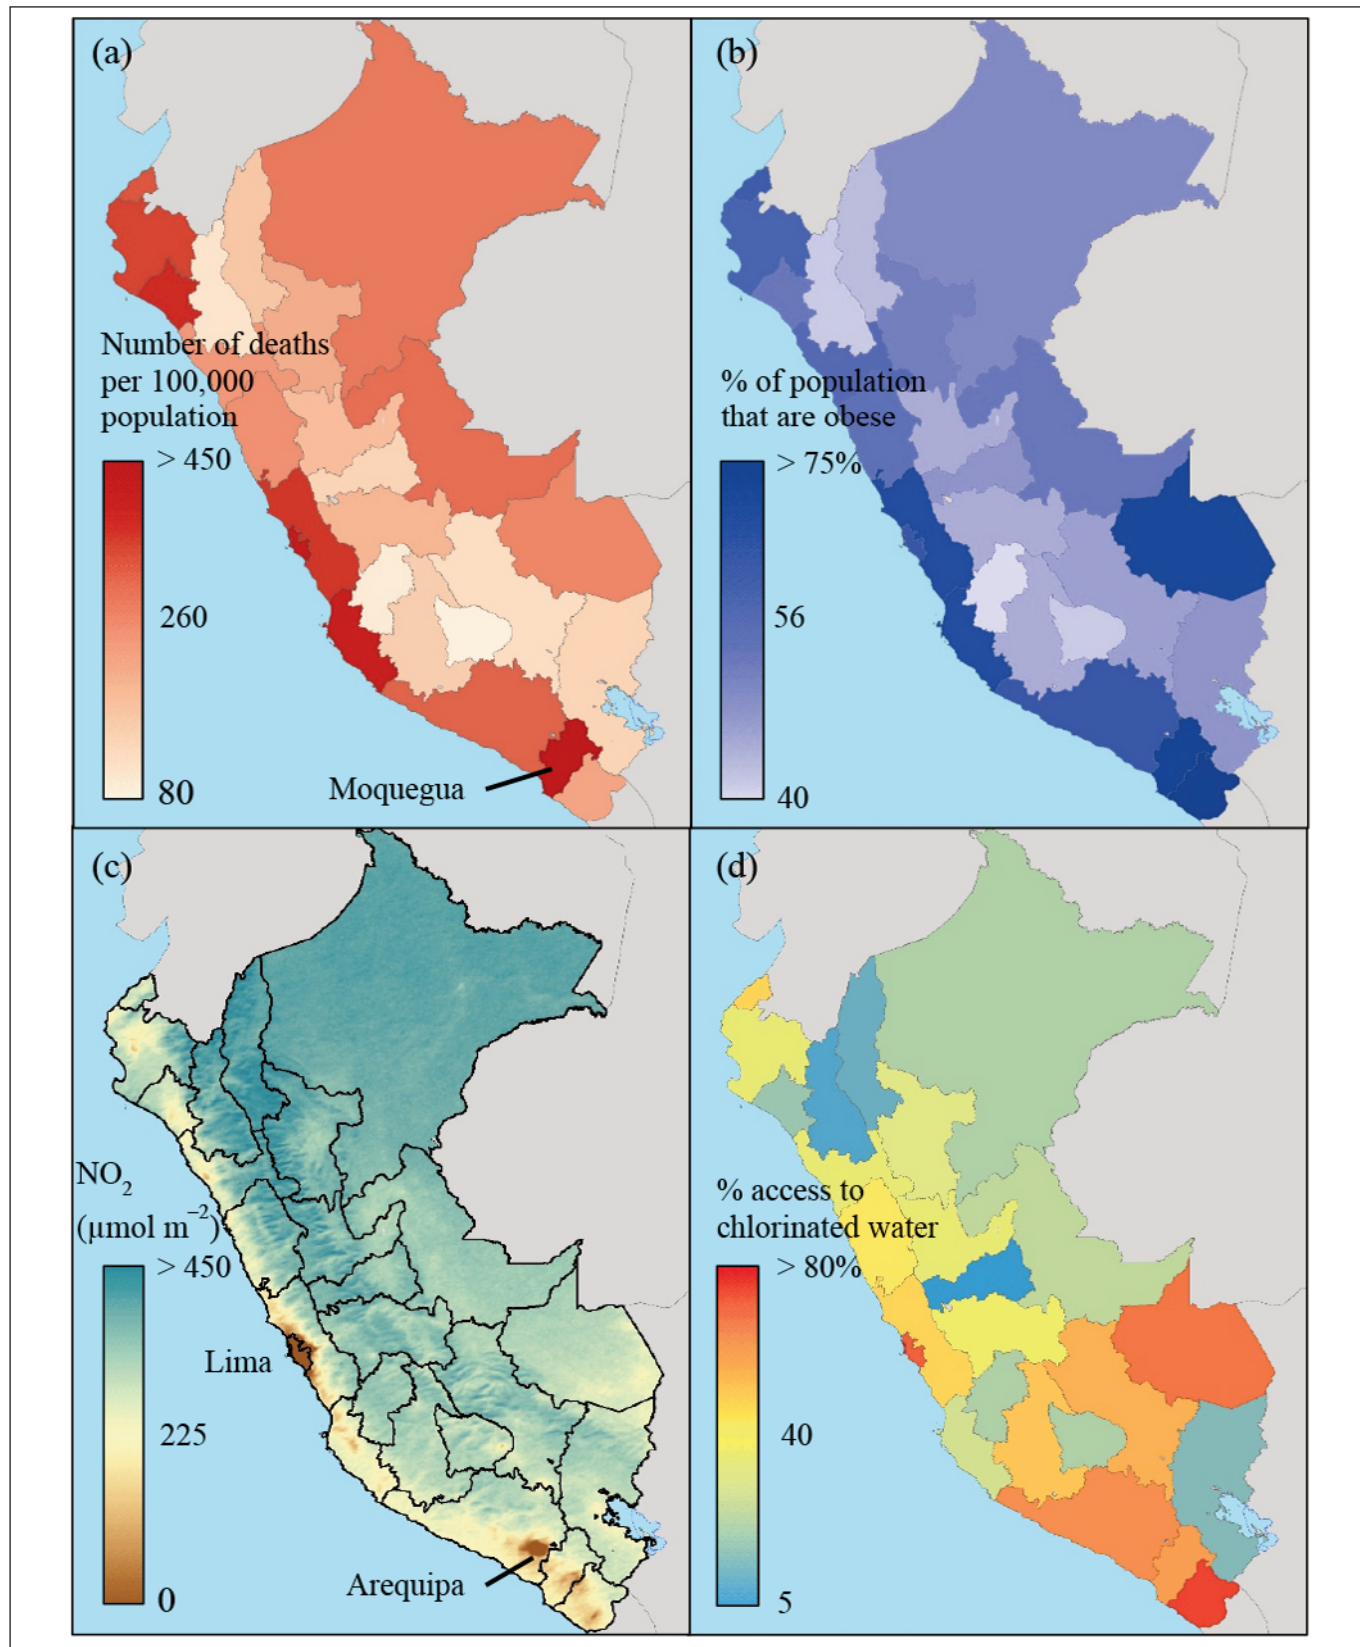 (a)
Number of deaths
per 100,000
population
> 450
260
80
Moquegua
(b)
% of population
that are obese
> 75%
56
40
(c)
NO₂
(µmol m⁻²)
> 450
Lima
225
Arequipa
0
(d)
% access to
chlorinated water
> 80%
40
5